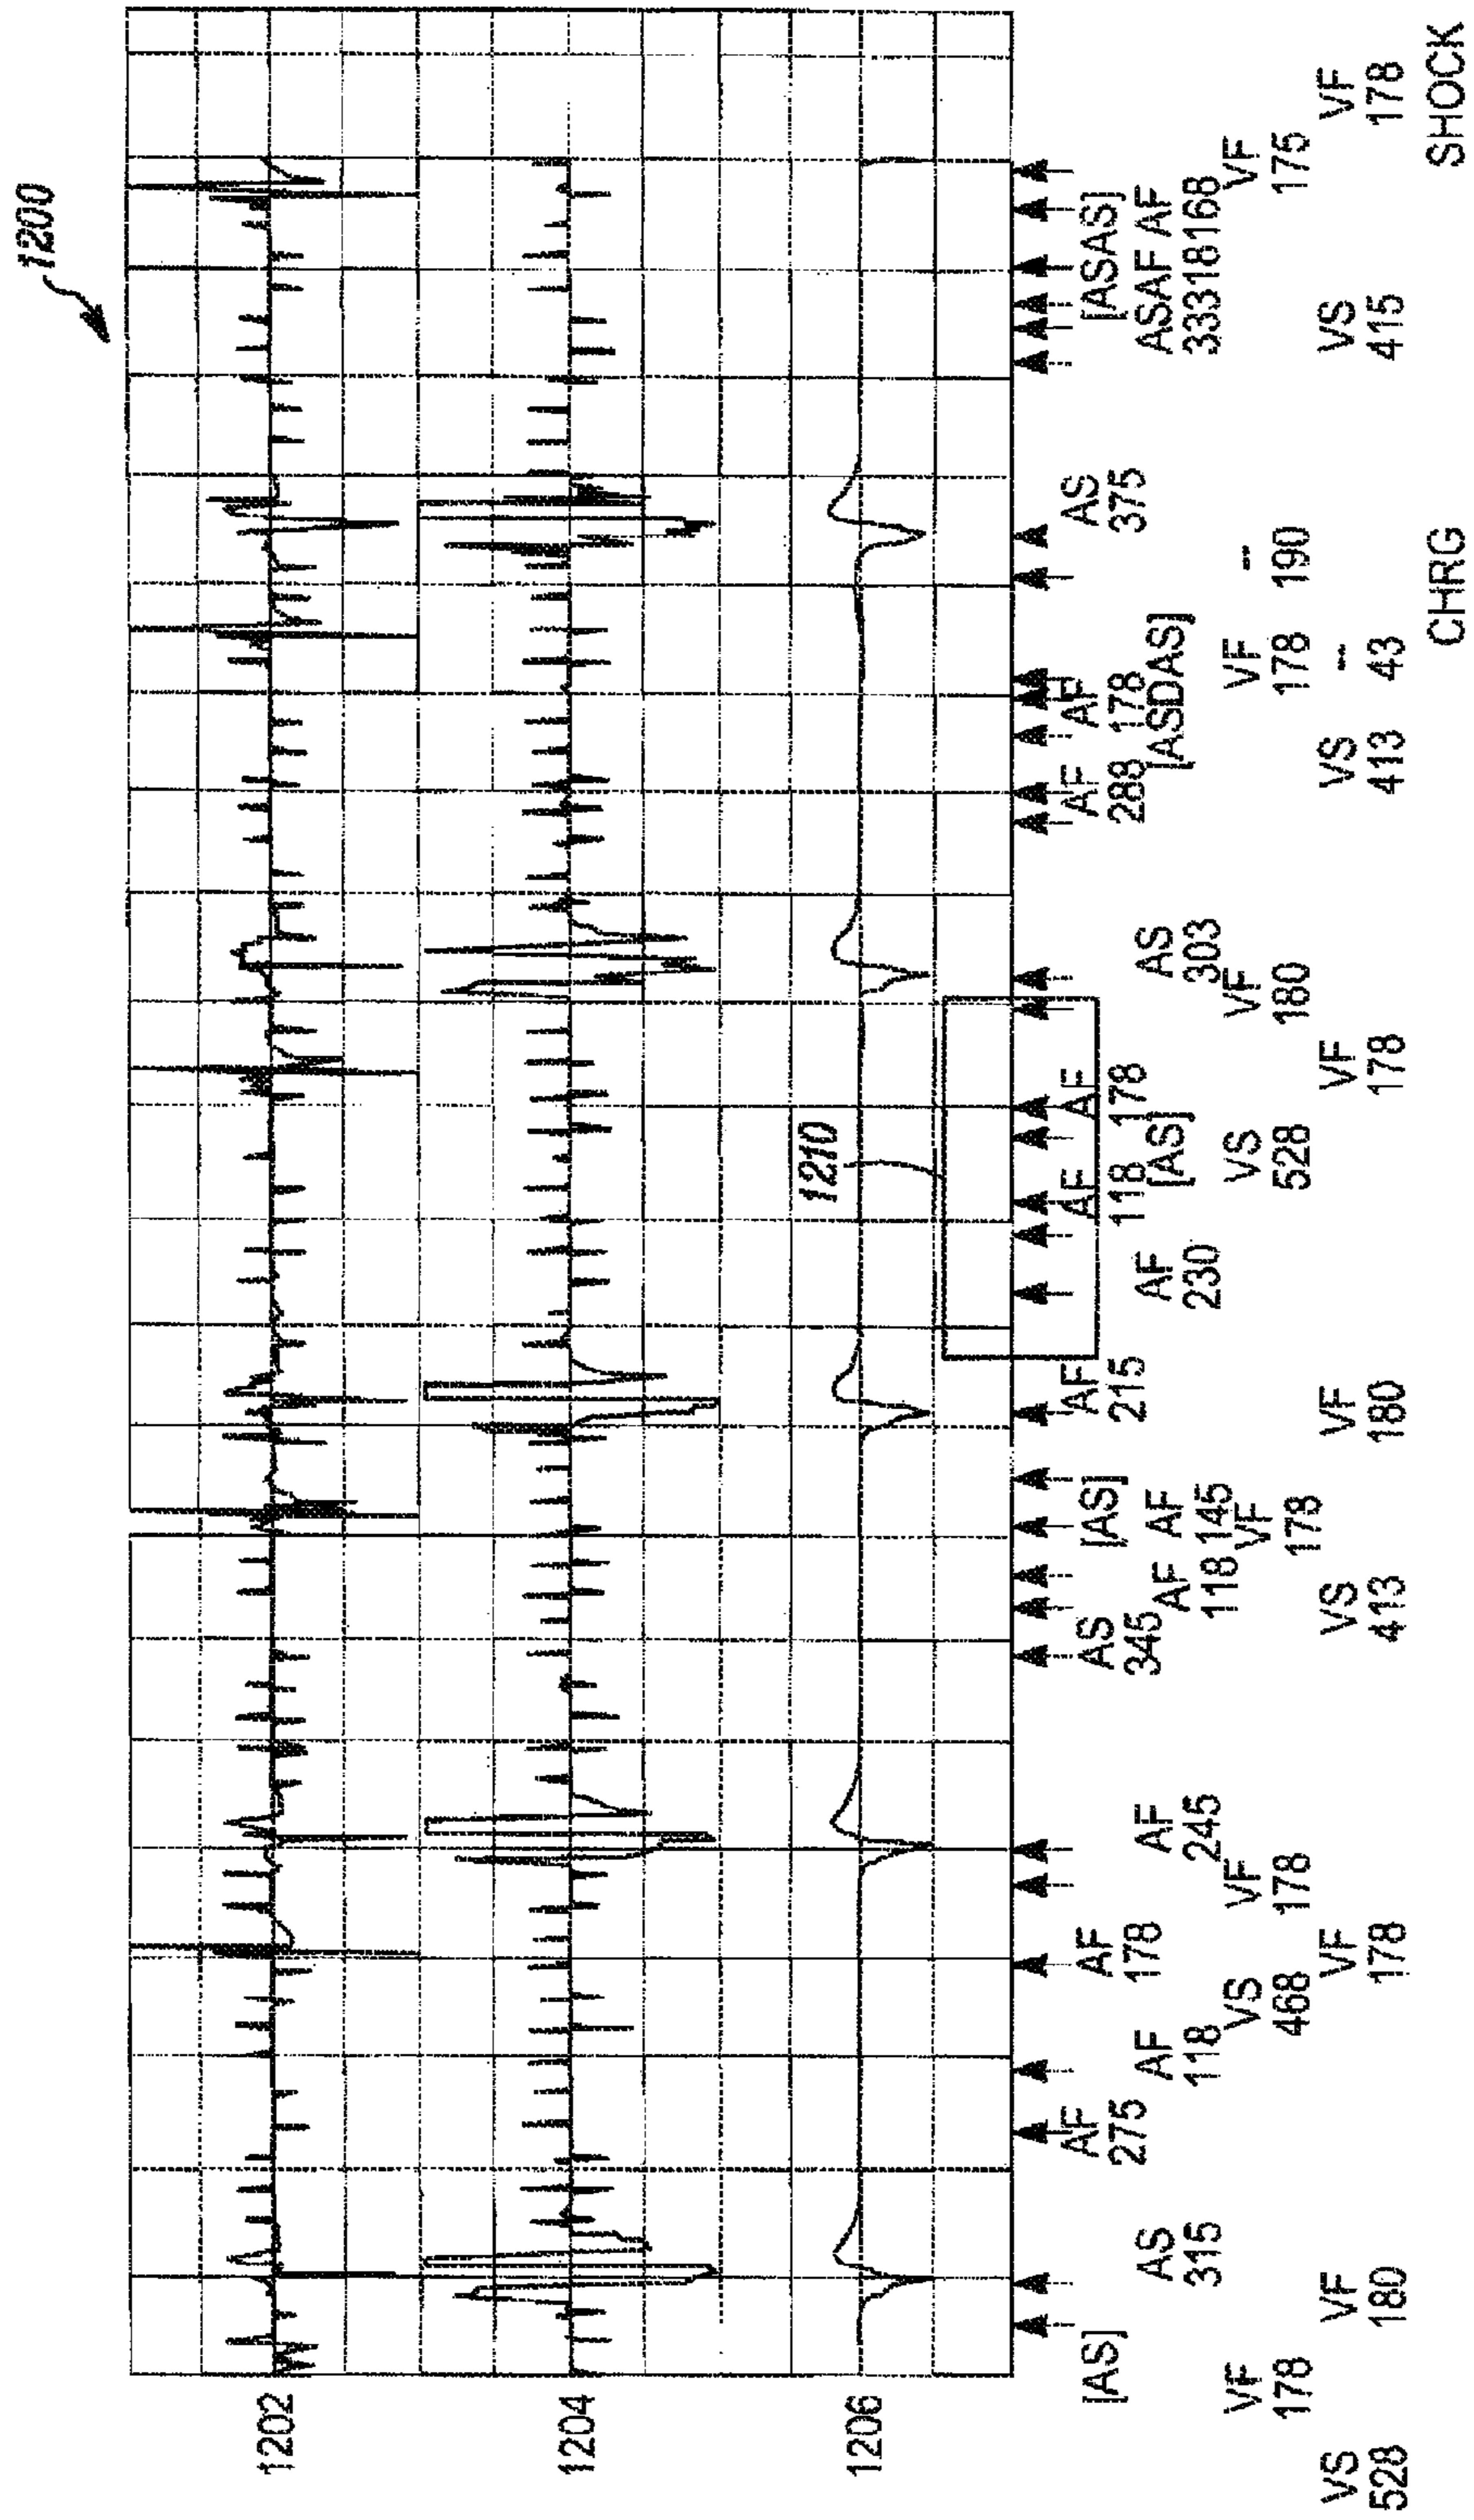 1200
1202
1204
1210
1206
[AS] AF AF AS [AS] AF AF AF AF AF AS [ASAS]
275 178 345 215 118 178 288 178 375
AS AF AF AF AF AF [AS] AS [ASDAS] ASAF AF
315 118 245 118 145 230 303 33318168
VF VS VF VF VS VF VF -- VF
178 468 178 178 528 180 178 190 175
VS VF VF VS VF VF VS -- VS VF
528 180 178 413 180 178 413 43 415 178
CHRG SHOCK